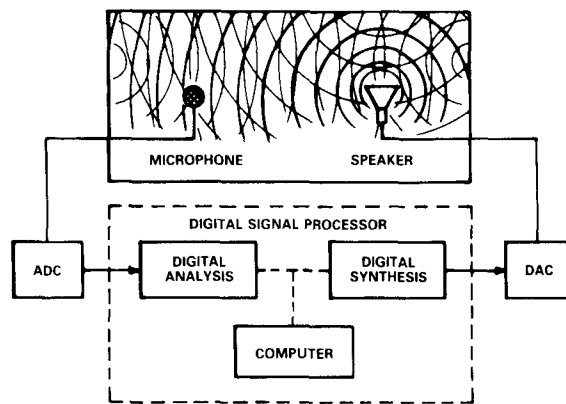 MICROPHONE SPEAKER
DIGITAL SIGNAL PROCESSOR
ADC
DIGITAL
ANALYSIS
DIGITAL
SYNTHESIS
DAC
COMPUTER